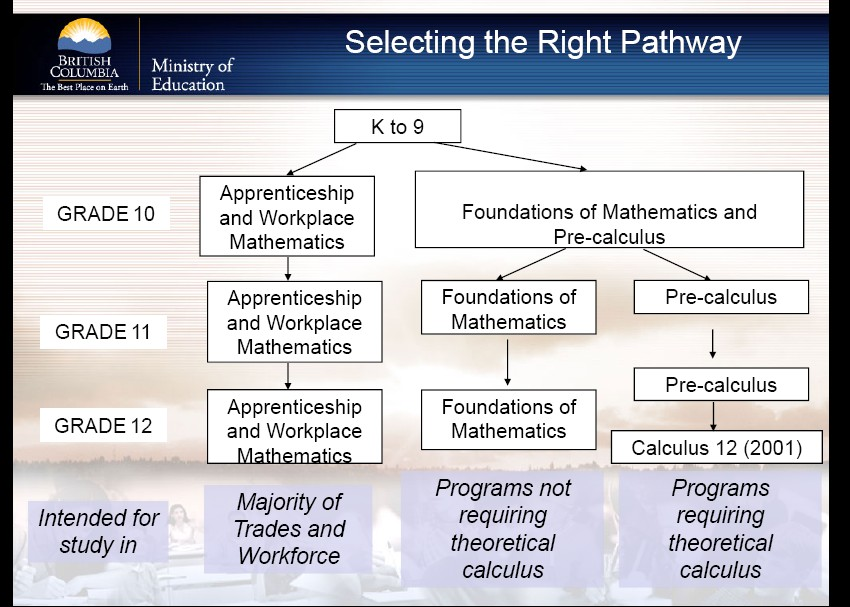 Selecting the Right Pathway
BRITISH
COLUMBIA
The Best Place on Earth
Ministry of
Education
K to 9
GRADE 10
Apprenticeship
and Workplace
Mathematics
Foundations of Mathematics and
Pre-calculus
GRADE 11
Apprenticeship
and Workplace
Mathematics
Foundations of
Mathematics
Pre-calculus
GRADE 12
Apprenticeship
and Workplace
Mathematics
Foundations of
Mathematics
Pre-calculus
Calculus 12 (2001)
Intended for
study in
Majority of
Trades and
Workforce
Programs not
requiring
theoretical
calculus
Programs
requiring
theoretical
calculus